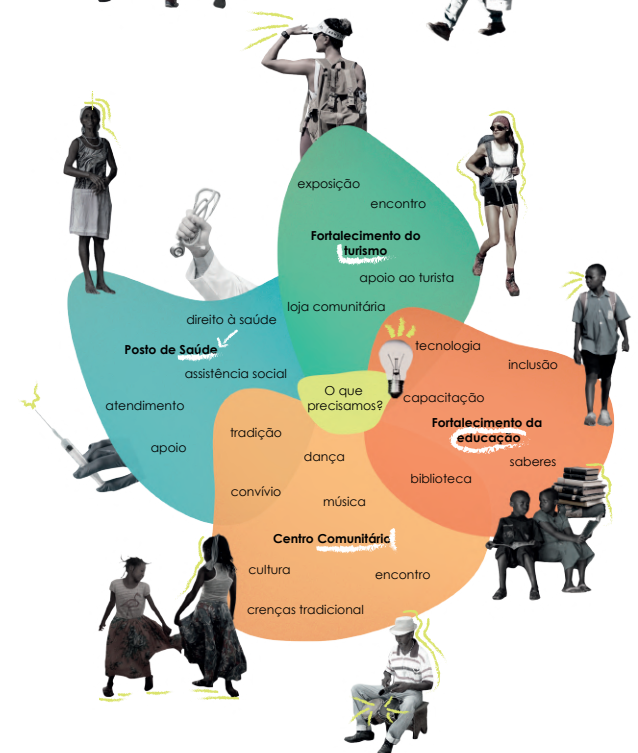 exposição
encontro
Fortalecimento do
turismo
apoio ao turista
loja comunitária
direito à saúde
Posto de Saúde
assistência social
atendimento
apoio
O que
precisamos?
tecnologia
inclusão
capacitação
Fortalecimento da
educação
saberes
biblioteca
tradição
dança
convívio
música
Centro Comunitário
cultura
encontro
crenças tradicional